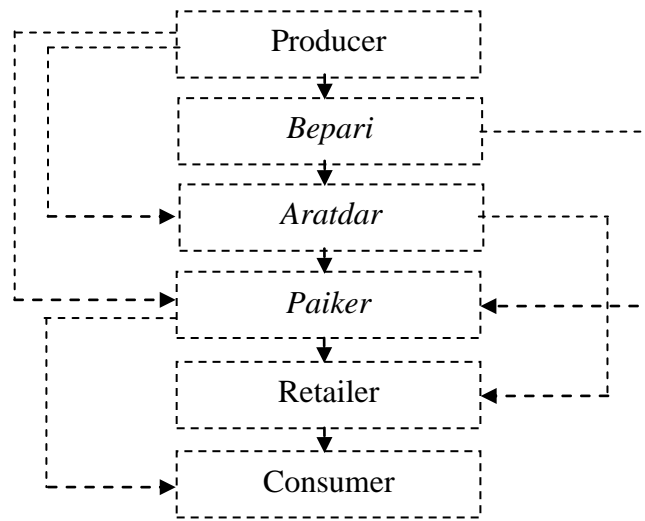 Producer
Bepari
Aratdar
Paiker
Retailer
Consumer